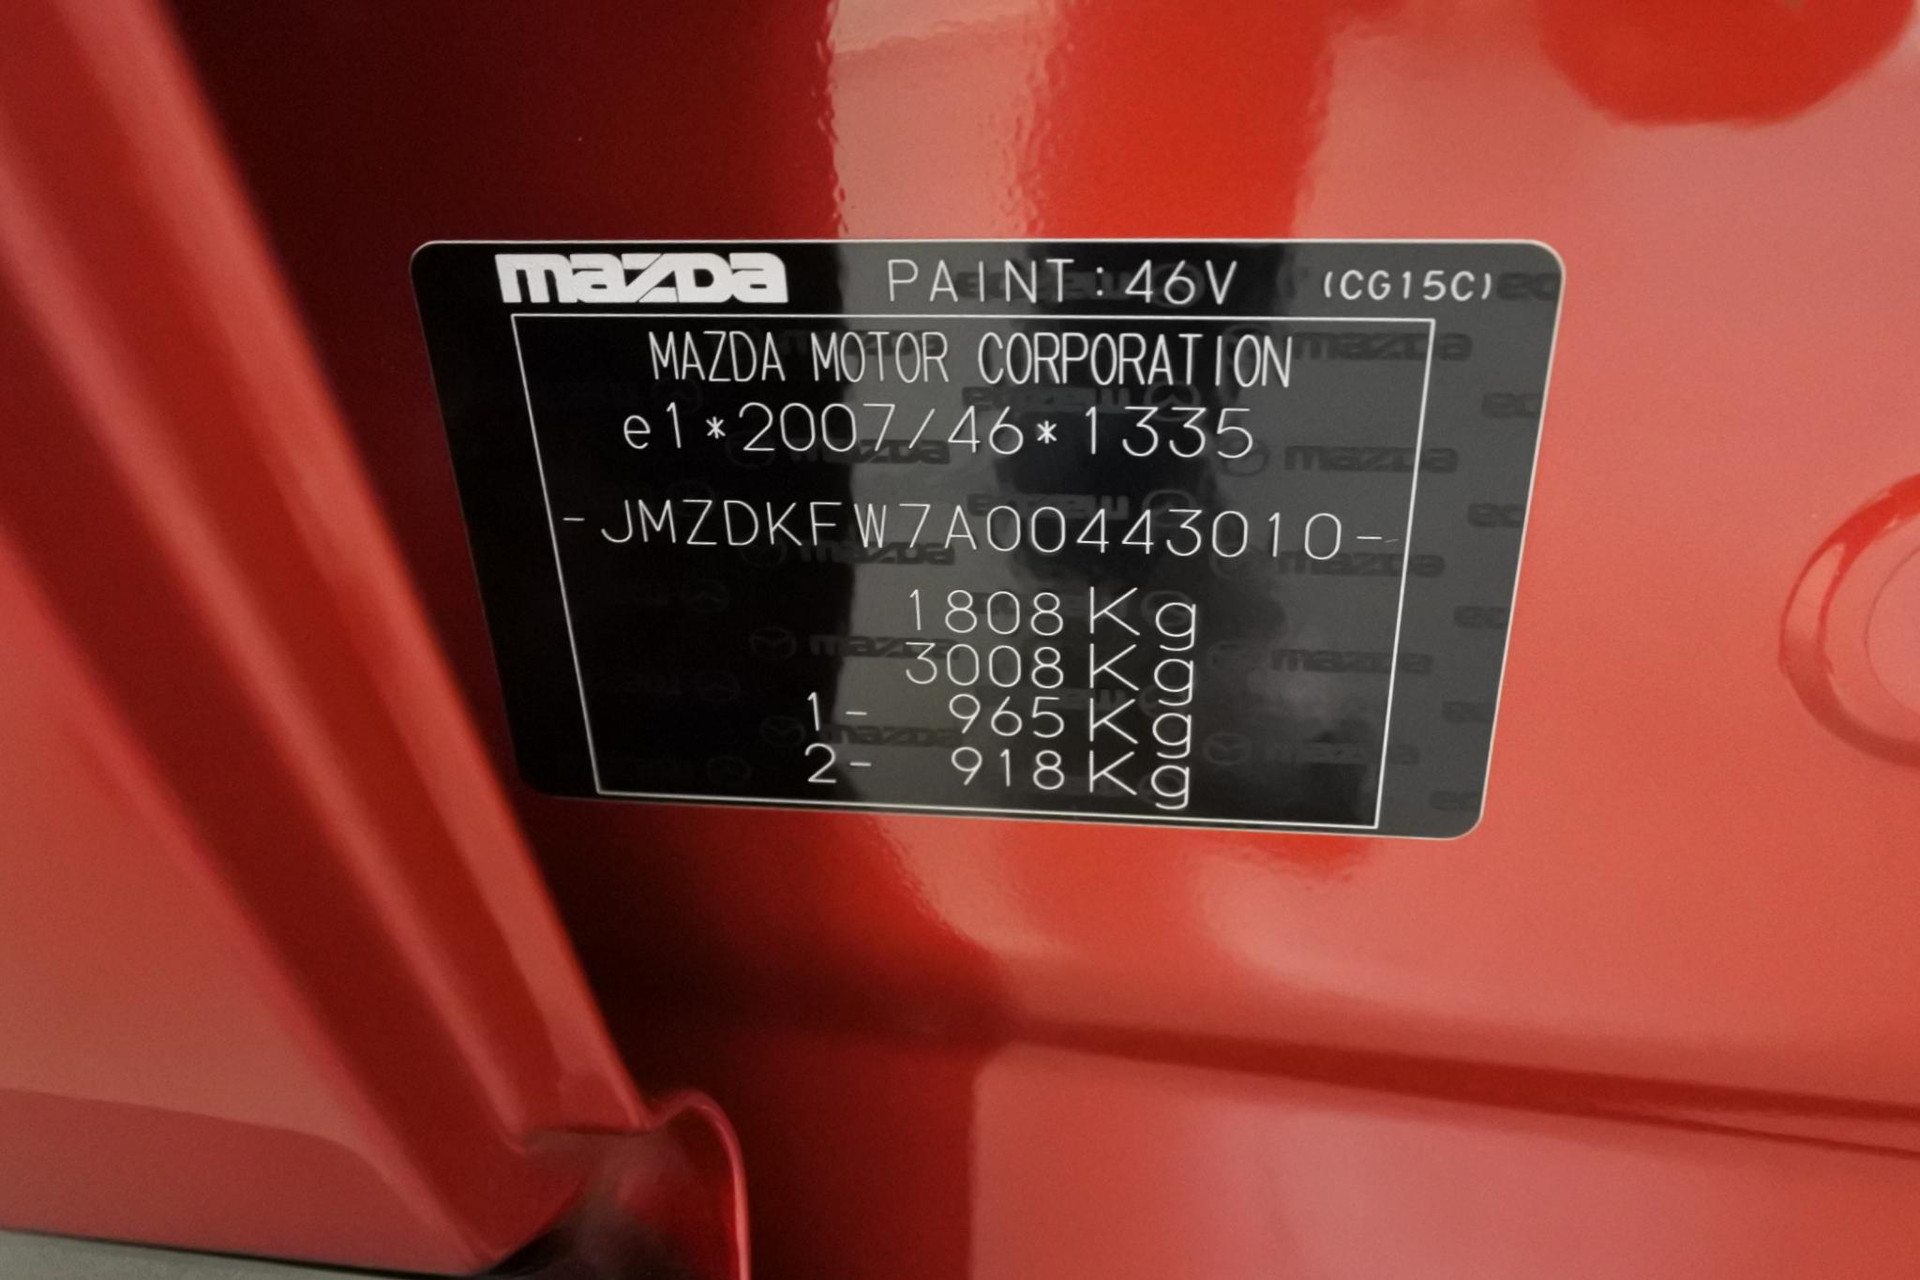 mazda PAINT:46V (CG15C)
MAZDA MOTOR CORPORATION
e1*2007/46*1335
-JMZDKFW7A00443010-
1808Kg
3008Kg
1- 965Kg
2- 918Kg